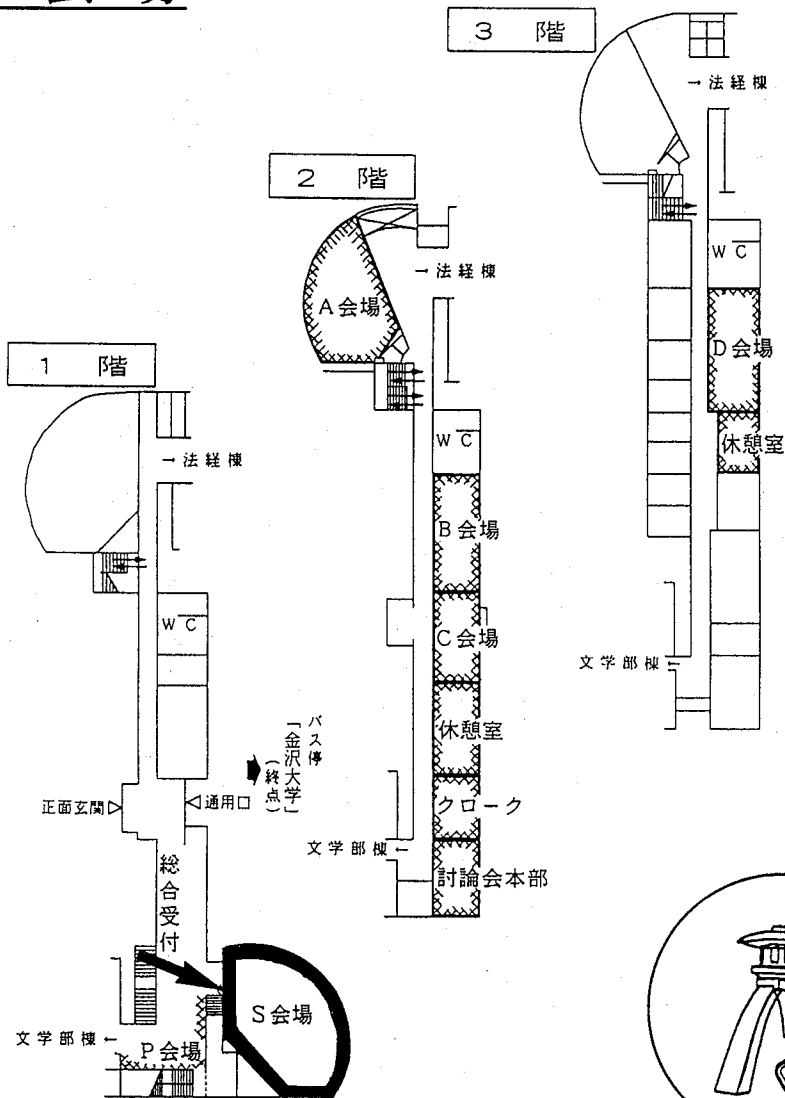 3 階
→法経棟
W C
D会場
休憩室
文学部棟←
2 階
→法経棟
A会場
W C
B会場
C会場
休憩室
クローク
文学部棟←
討論会本部
1 階
→法経棟
W C
バス停
「金沢大学」
(終点)
正面玄関
通用口
総合受付
S会場
文学部棟←
P会場